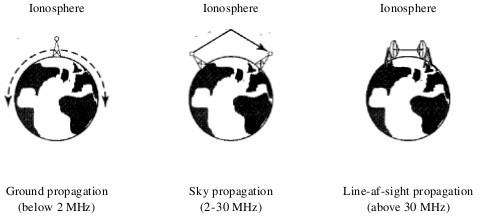 Ionosphere
Ionosphere
Ionosphere
Ground propagation
(below 2 MHz)
Sky propagation
(2-30 MHz)
Line-af-sight propagation
(above 30 MHz)